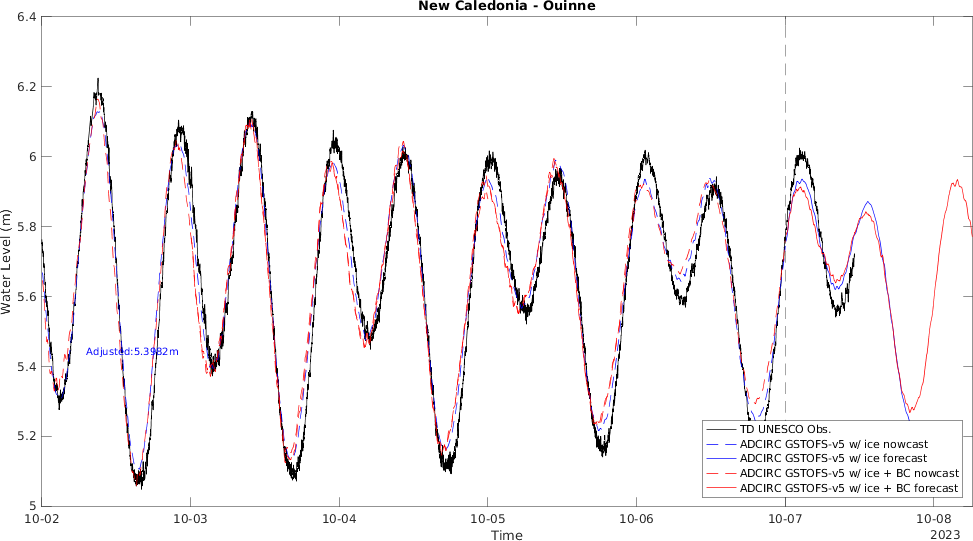 New Caledonia - Ouinne
6.4
6.2
6
5.8
5.6
5.4
5.2
5
Water Level (m)
Adjusted:5.3982m
TD UNESCO Obs.
ADCIRC GSTOFS-v5 w/ ice nowcast
ADCIRC GSTOFS-v5 w/ ice forecast
ADCIRC GSTOFS-v5 w/ ice + BC nowcast
ADCIRC GSTOFS-v5 w/ ice + BC forecast
10-02 10-03 10-04 10-05 10-06 10-07 10-08
Time
2023